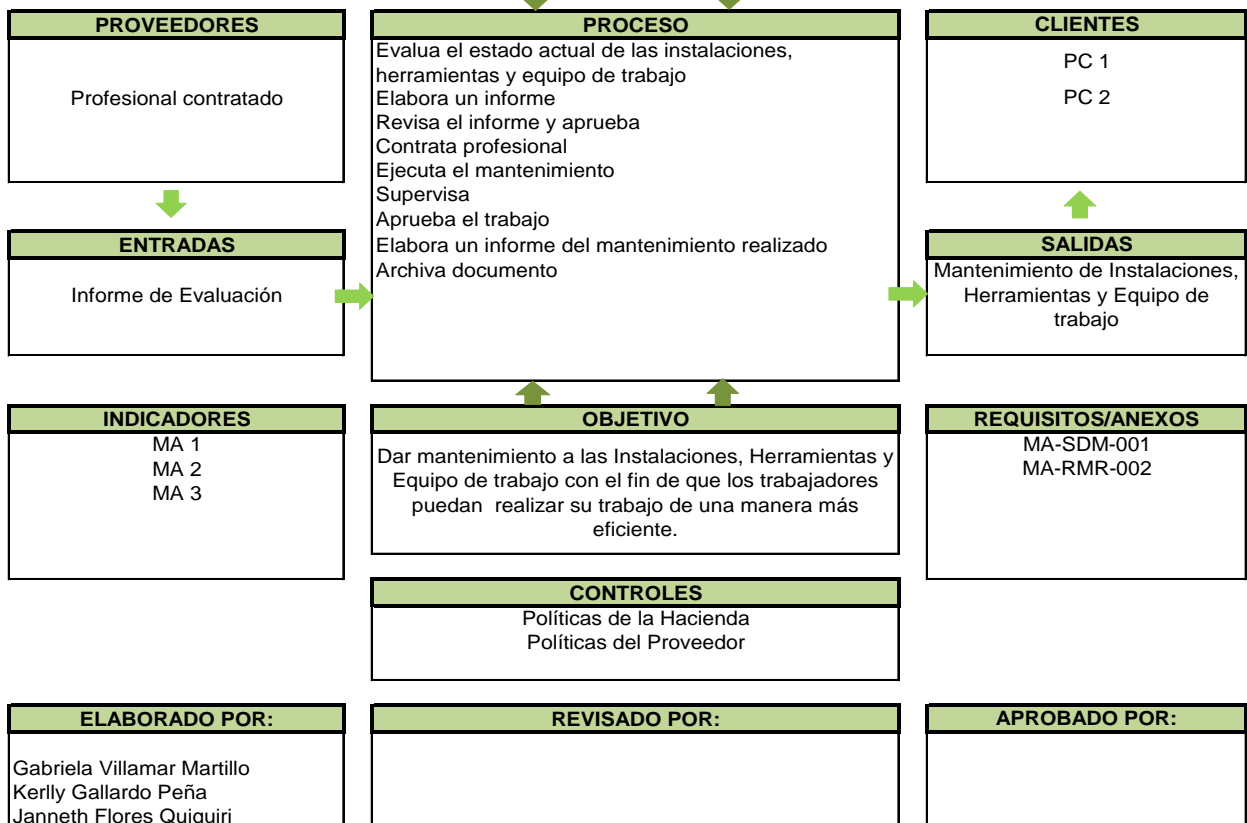 PROVEEDORES
Profesional contratado
PROCESO
Evalua el estado actual de las instalaciones,
herramientas y equipo de trabajo
Elabora un informe
Revisa el informe y aprueba
Contrata profesional
Ejecuta el mantenimiento
Supervisa
Aprueba el trabajo
Elabora un informe del mantenimiento realizado
Archiva documento
CLIENTES
PC 1
PC 2
ENTRADAS
Informe de Evaluación
SALIDAS
Mantenimiento de Instalaciones,
Herramientas y Equipo de
trabajo
INDICADORES
MA 1
MA 2
MA 3
OBJETIVO
Dar mantenimiento a las Instalaciones, Herramientas y
Equipo de trabajo con el fin de que los trabajadores
puedan realizar su trabajo de una manera más
eficiente.
REQUISITOS/ANEXOS
MA-SDM-001
MA-RMR-002
CONTROLES
Políticas de la Hacienda
Políticas del Proveedor
ELABORADO POR:
Gabriela Villamar Martillo
Kerlly Gallardo Peña
Janneth Flores Quiquiri
REVISADO POR:
APROBADO POR: